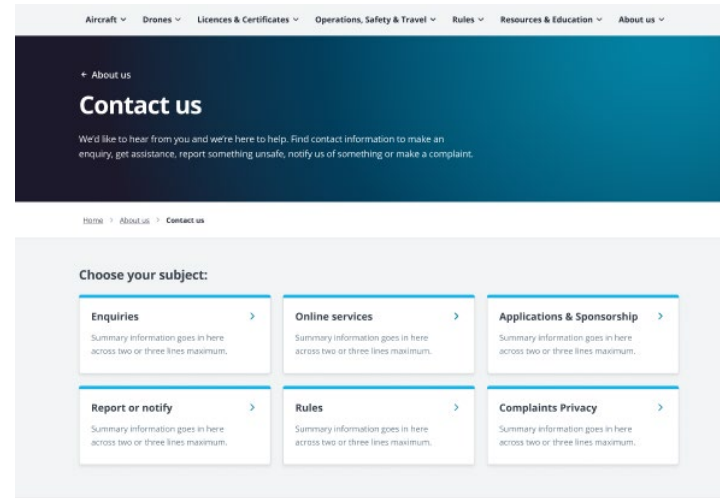 Aircraft Drones Licences & Certificates Operations, Safety & Travel Rules Resources & Education About us
← About us
Contact us
We'd like to hear from you and we're here to help. Find contact information to make an
enquiry, get assistance, report something unsafe, notify us of something or make a complaint.
Home > About us > Contact us
Choose your subject:
Enquiries >
Summary information goes in here
across two or three lines maximum.
Online services >
Summary information goes in here
across two or three lines maximum.
Applications & Sponsorship >
Summary information goes in here
across two or three lines maximum.
Report or notify >
Summary information goes in here
across two or three lines maximum.
Rules >
Summary information goes in here
across two or three lines maximum.
Complaints Privacy >
Summary information goes in here
across two or three lines maximum.